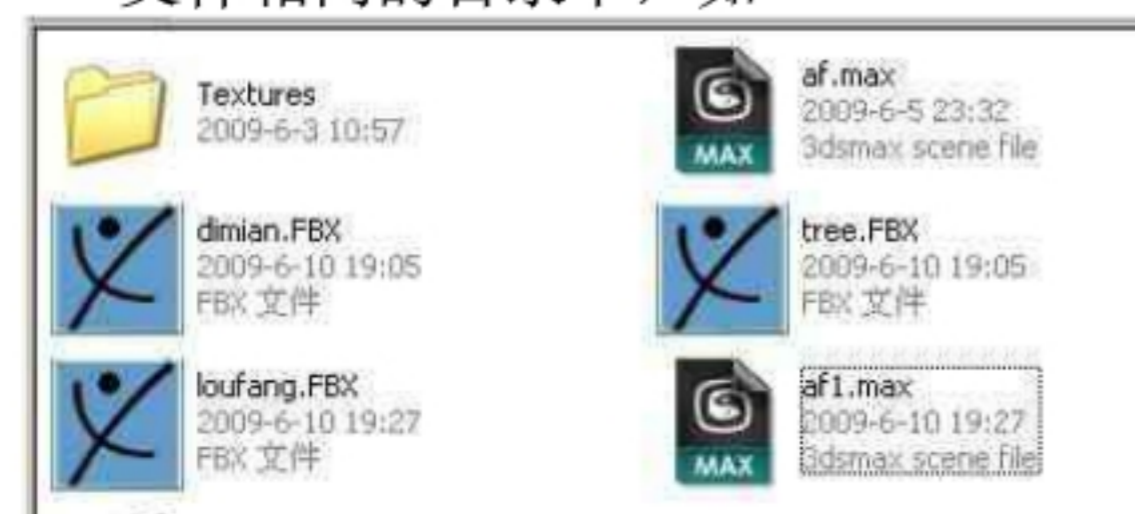 Textures
2009-6-3 10:57
MAX
af.max
2009-6-5 23:32
3dsmax scene file
dimian.FBX
2009-6-10 19:05
FBX 文件
tree.FBX
2009-6-10 19:05
FBX 文件
loufang.FBX
2009-6-10 19:27
FBX 文件
MAX
af1.max
2009-6-10 19:27
3dsmax scene file